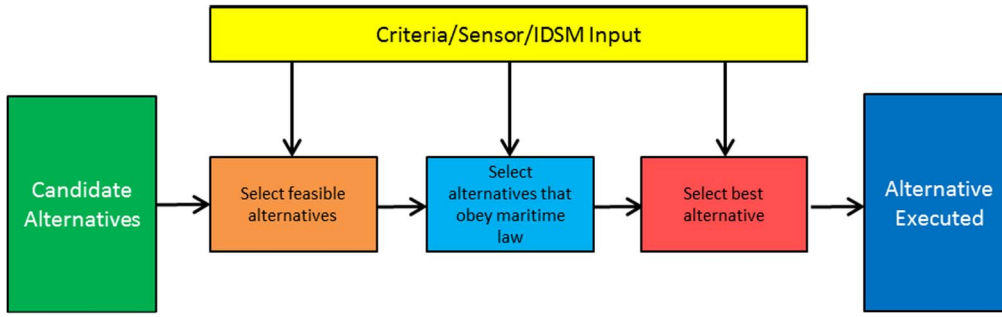 Criteria/Sensor/IDSM Input
Candidate
Alternatives
Select feasible
alternatives
Select
alternatives that
obey maritime
law
Select best
alternative
Alternative
Executed